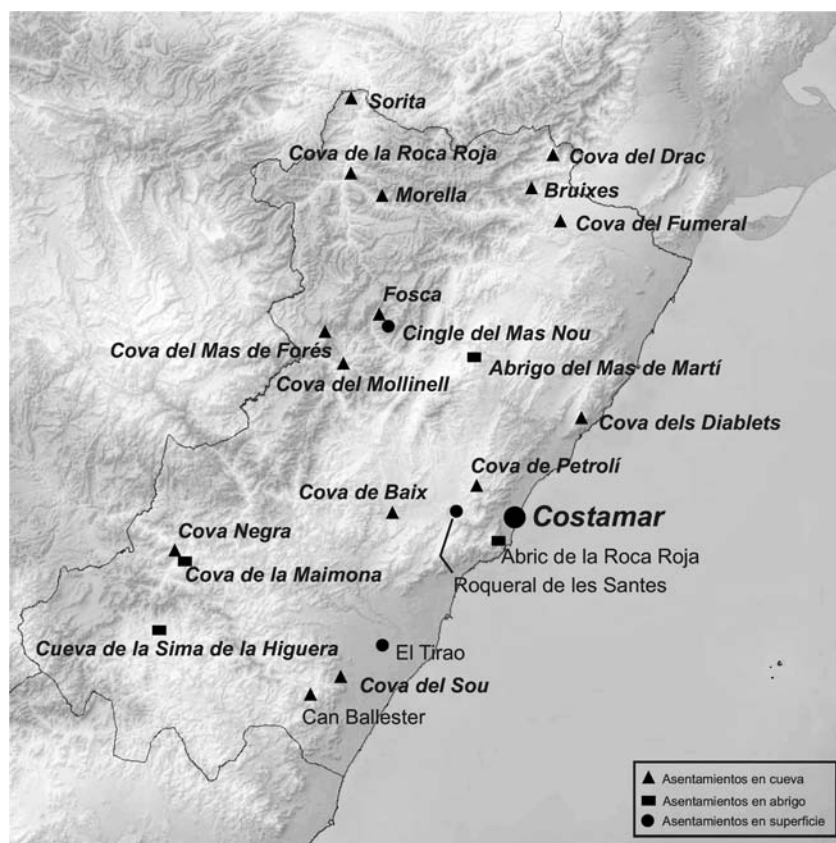 Sorita
Cova de la Roca Roja
Cova del Drac
Morella
Bruixes
Cova del Fumeral
Fosca
Cingle del Mas Nou
Cova del Mas de Forés
Abrigo del Mas de Martí
Cova del Mollinell
Cova dels Diablets
Cova de Petrolí
Cova de Baix
Costamar
Cova Negra
Abric de la Roca Roja
Cova de la Maimona
Roqueral de les Santes
Cueva de la Sima de la Higuera
El Tirao
Cova del Sou
Can Ballester
Asentamientos en cueva
Asentamientos en abrigo
Asentamientos en superficie